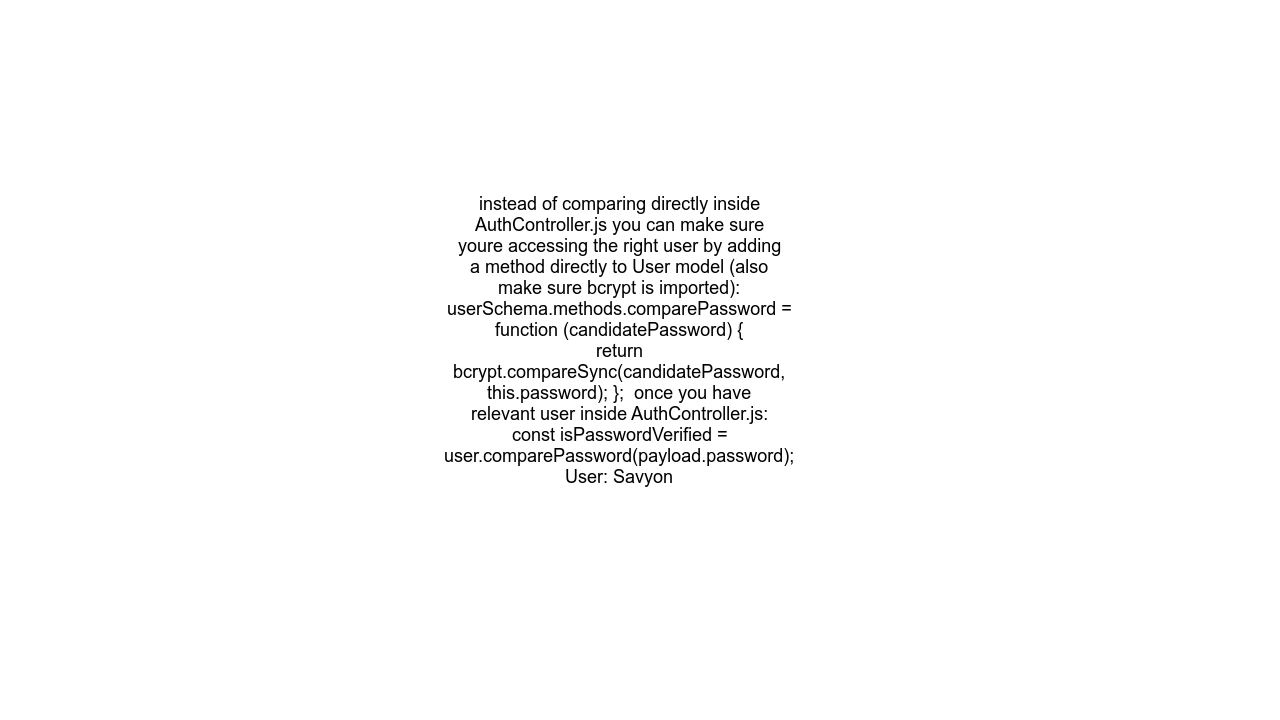 instead of comparing directly inside
AuthController.js you can make sure
youre accessing the right user by adding
a method directly to User model (also
make sure bcrypt is imported):
userSchema.methods.comparePassword =
function (candidatePassword) {
return
bcrypt.compareSync(candidatePassword,
this.password); };  once you have
relevant user inside AuthController.js:
const isPasswordVerified =
user.comparePassword(payload.password);
User: Savyon